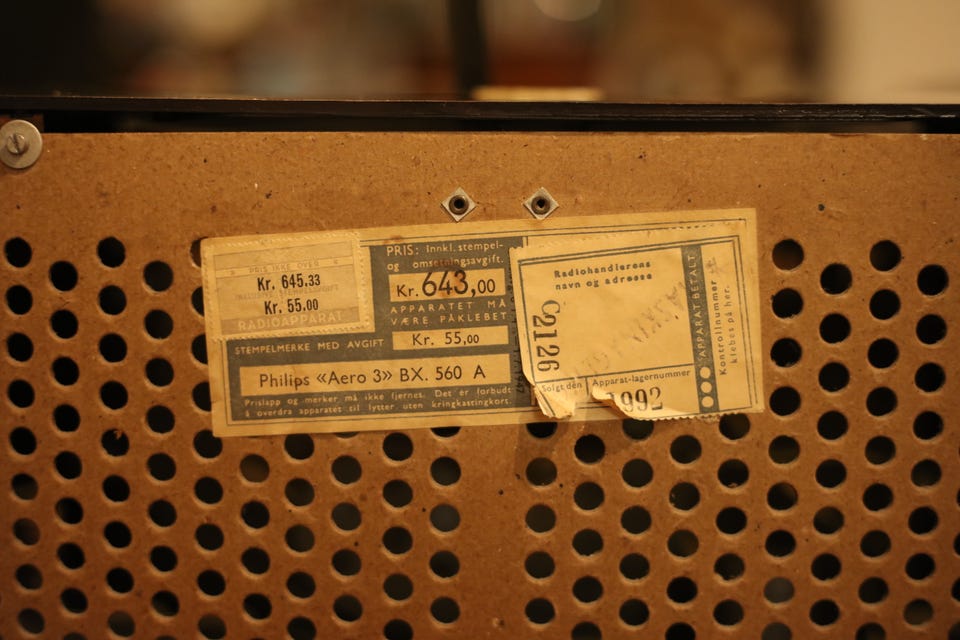 PRIS IKKE OVER
Kr. 645.33
INKLUSIVE STEMPELAVGIFT
Kr. 55.00
RADIOAPPARAT
PRIS: Innkl. stempel-
og omsetningsavgift.
Kr. 643,00
APPARATET MÅ
VÆRE PÅKLEBET
STEMPELMERKE MED AVGIFT Kr. 55,00
Philips «Aero 3» BX. 560 A
Prislapp og merker må ikke fjernes. Det er forbudt
å overdra apparatet til lytter uten kringkastingkort.
Radiohandlerens
navn og adresse
C2126
Solgt den
Apparat-lagernummer
1992
APPARAT BETALT
Kontrollnummer
klebes på her.